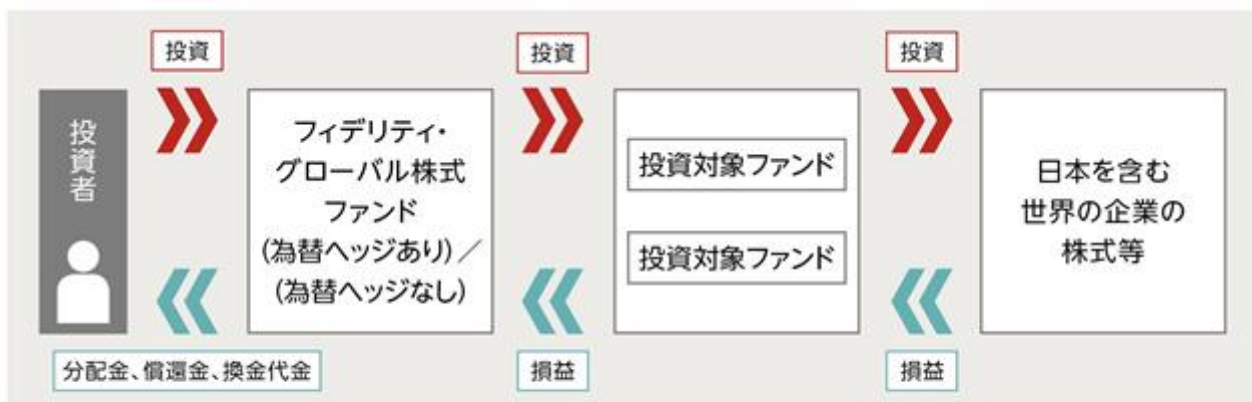 投資
投資
投資
投資者
フィデリティ・
グローバル株式
ファンド
(為替ヘッジあり)／
(為替ヘッジなし)
投資対象ファンド
投資対象ファンド
日本を含む
世界の企業の
株式等
分配金、償還金、換金代金
損益
損益